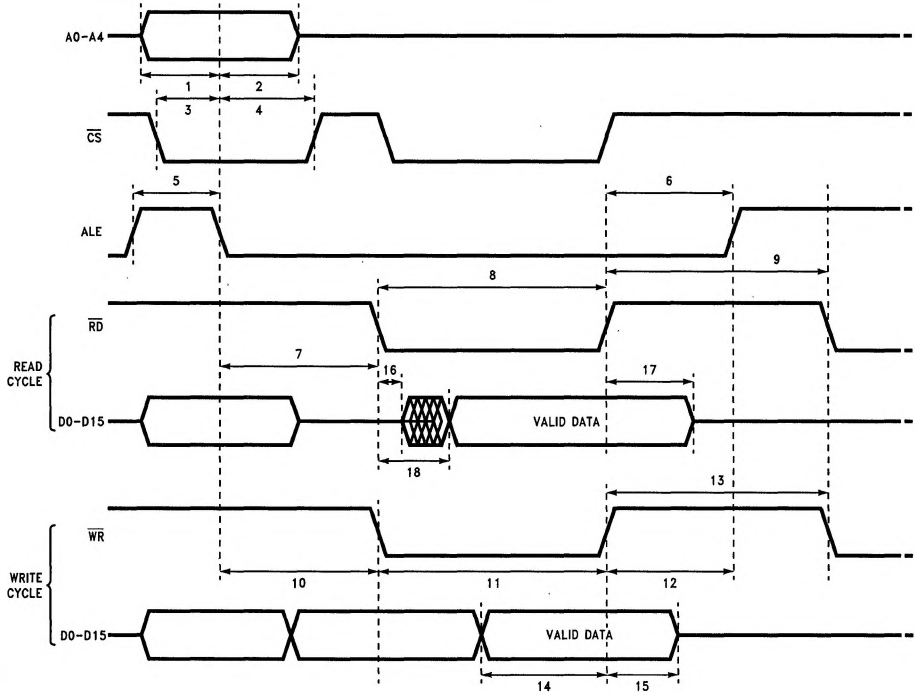 A0-A4
1 2
3 4
CS
5 6
ALE
9
8
RD
7
16 17
READ
CYCLE
D0-D15 VALID DATA
18
13
WR
10 11 12
WRITE
CYCLE
D0-D15 VALID DATA
14 15